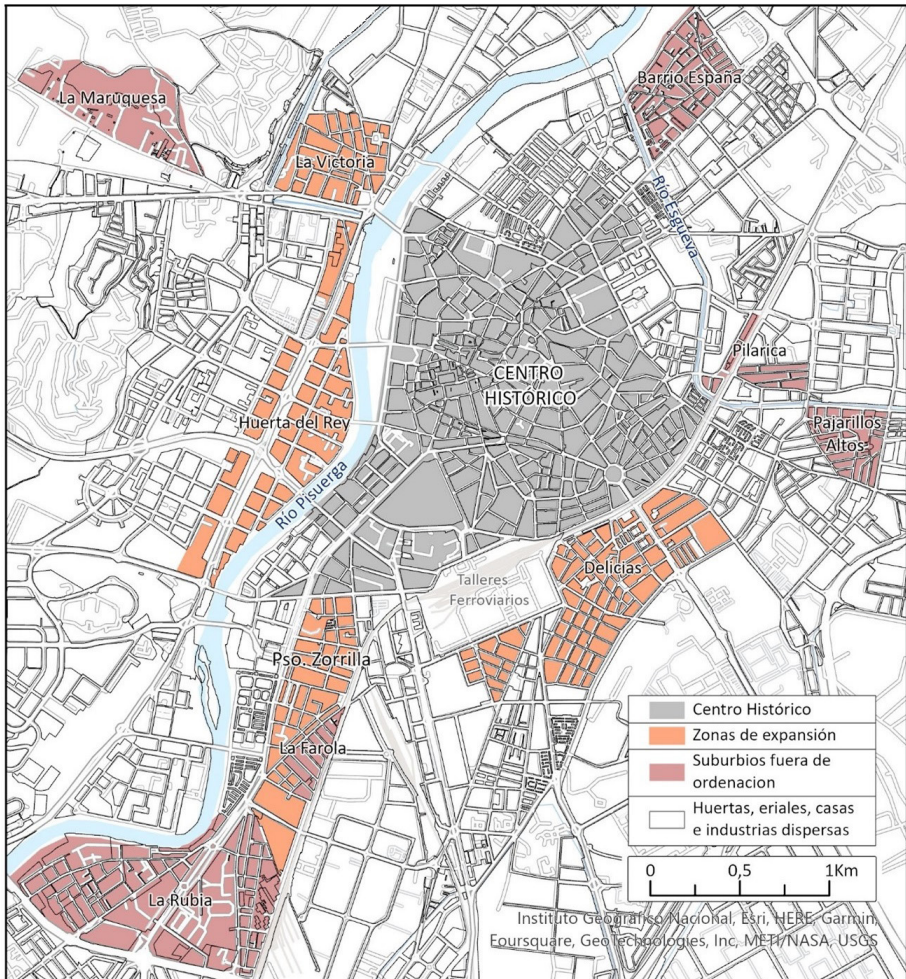 La Maruquesa
Barrio España
La Victoria
Río Esgueva
Pilarica
CENTRO
HISTÓRICO
Huerta del Rey
Pajarillos
Altos
Río Pisuerga
Delicias
Talleres
Ferroviarios
Pso. Zorrilla
La Farola
La Rubia
Centro Histórico
Zonas de expansión
Suburbios fuera de
ordenacion
Huertas, eriales, casas
e industrias dispersas
0 0,5 1Km
Instituto Geográfico Nacional, Esri, HERE, Garmin,
Foursquare, GeoTechnologies, Inc, METI/NASA, USGS